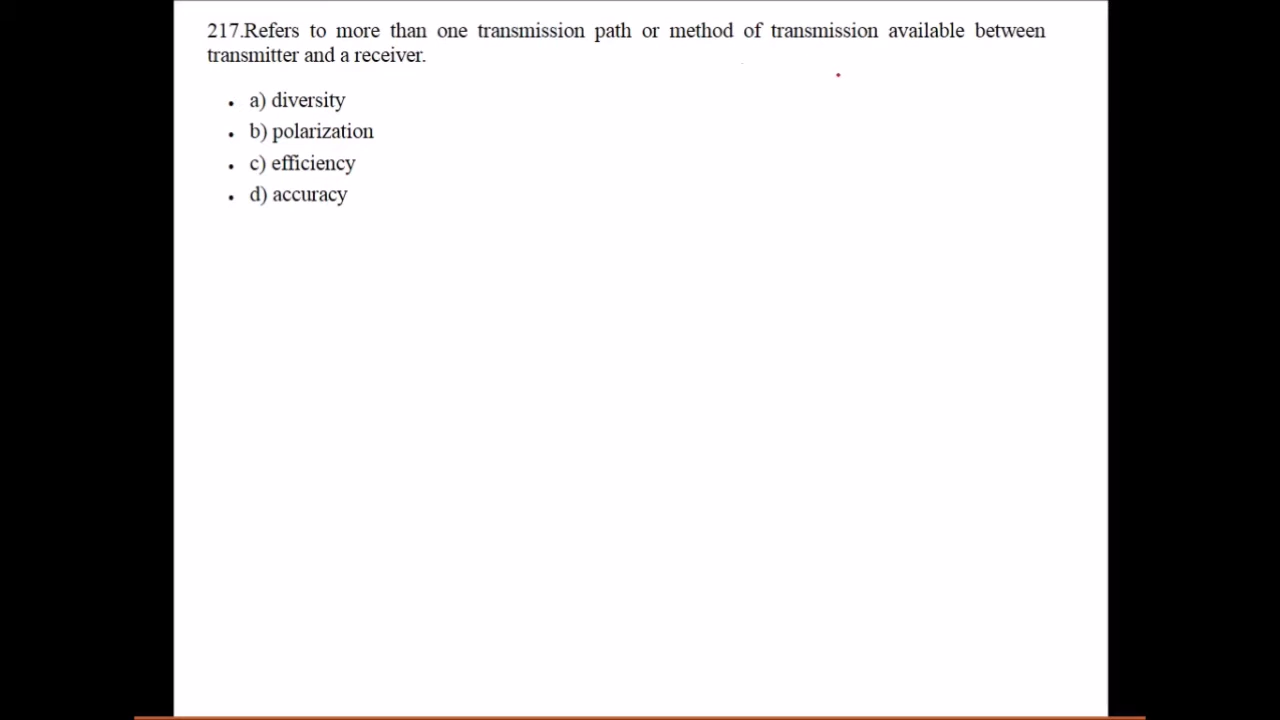 217.Refers to more than one transmission path or method of transmission available between
transmitter and a receiver.
• a) diversity
• b) polarization
• c) efficiency
• d) accuracy